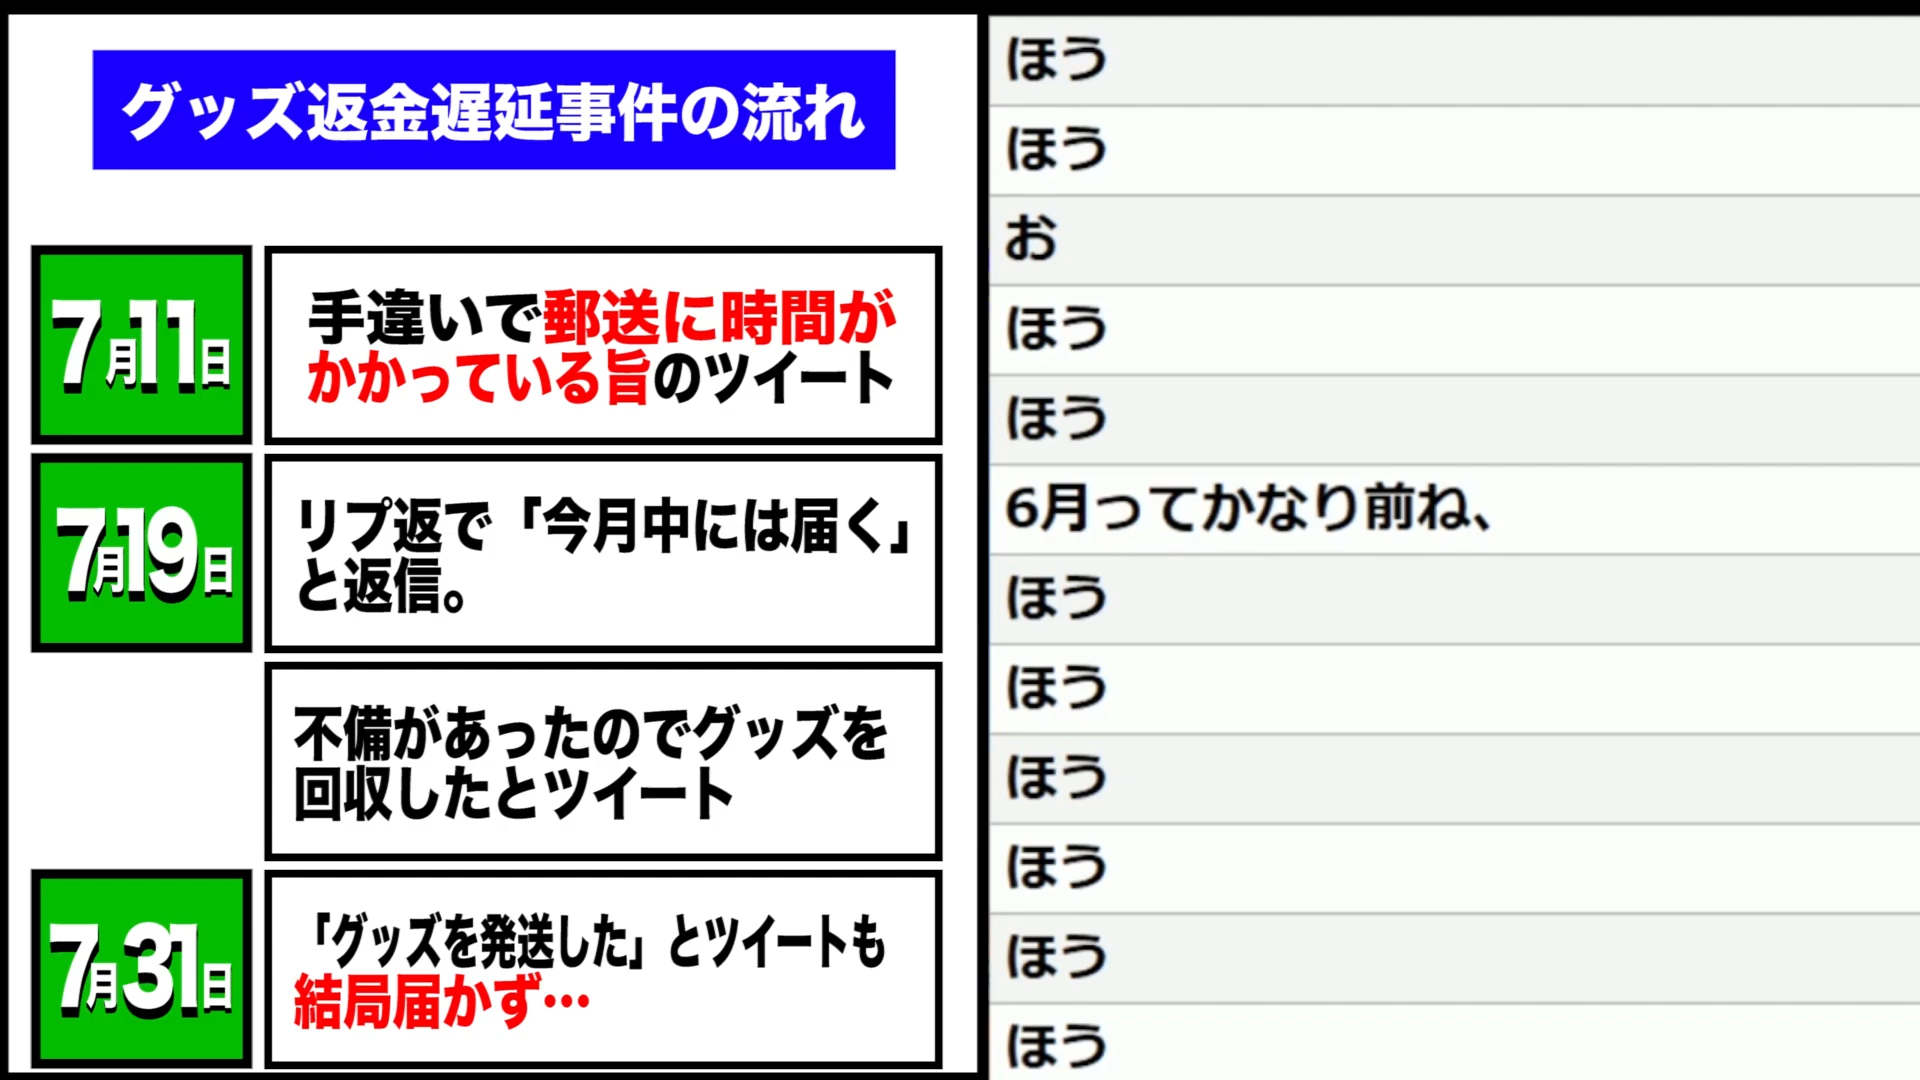 グッズ返金遅延事件の流れ
7月11日
手違いで郵送に時間が
かかっている旨のツイート
7月19日
リプ返で「今月中には届く」
と返信。
不備があったのでグッズを
回収したとツイート
7月31日
「グッズを発送した」とツイートも
結局届かず…
ほう
ほう
お
ほう
ほう
6月ってかなり前ね、
ほう
ほう
ほう
ほう
ほう
ほう